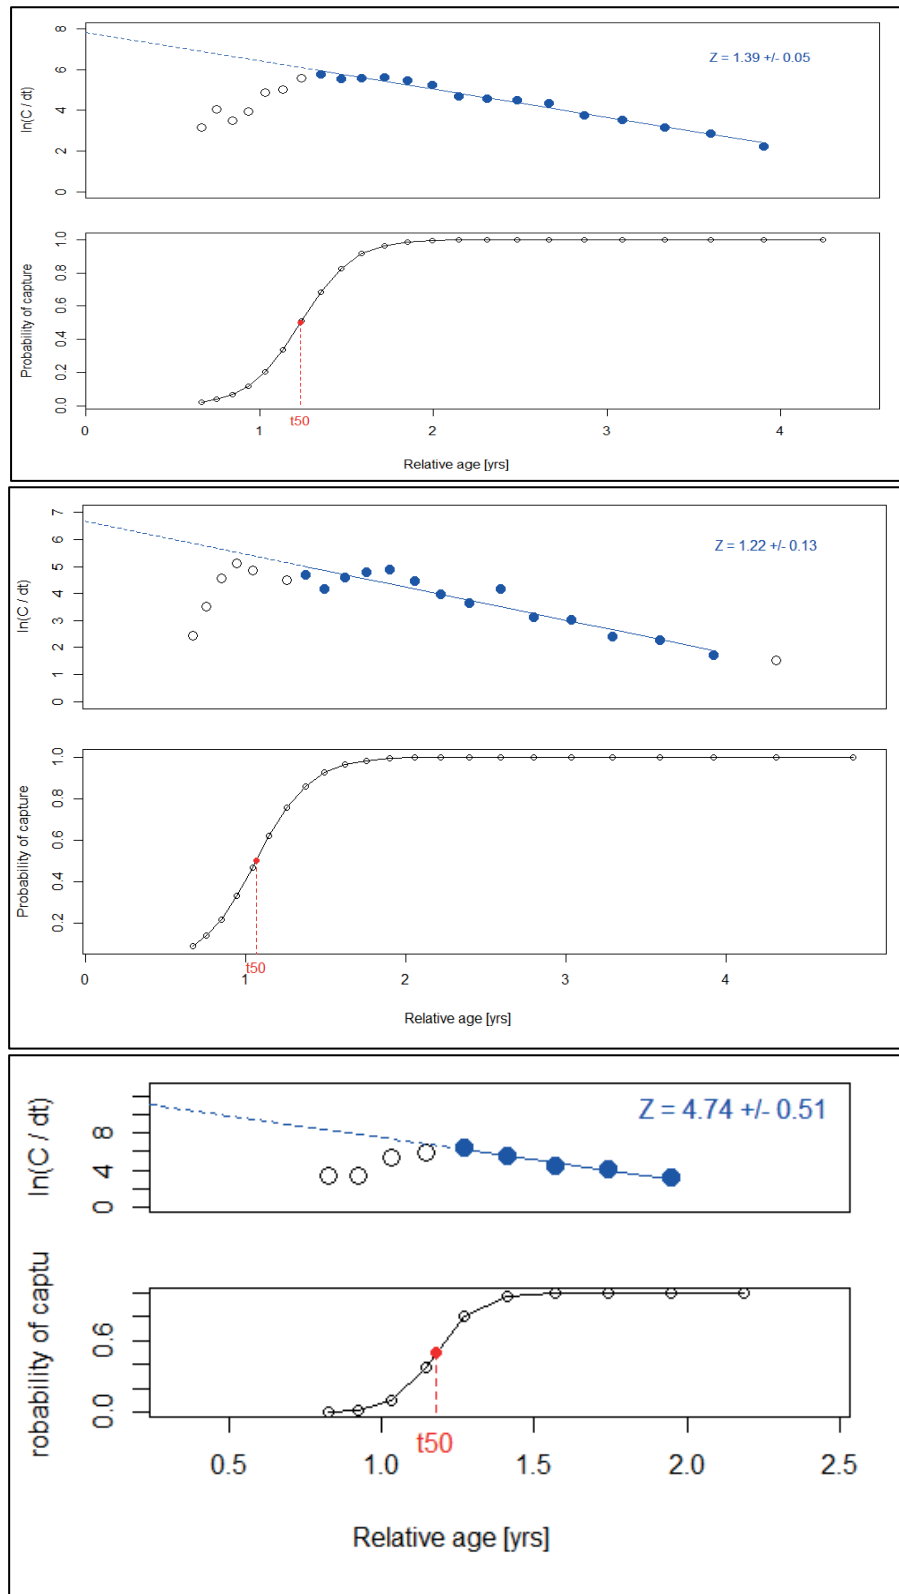 8
6
4
2
0
ln(C / dt)
Z = 1.39 +/- 0.05
1.0
0.8
0.6
0.4
0.2
0.0
Probability of capture
t50
0 1 2 3 4
Relative age [yrs]
7
6
5
4
3
2
1
0
ln(C / dt)
Z = 1.22 +/- 0.13
1.0
0.8
0.6
0.4
0.2
Probability of capture
t50
0 1 2 3 4
Relative age [yrs]
8
4
0
ln(C / dt)
Z = 4.74 +/- 0.51
0.6
0.0
robability of captu
t50
0.5 1.0 1.5 2.0 2.5
Relative age [yrs]